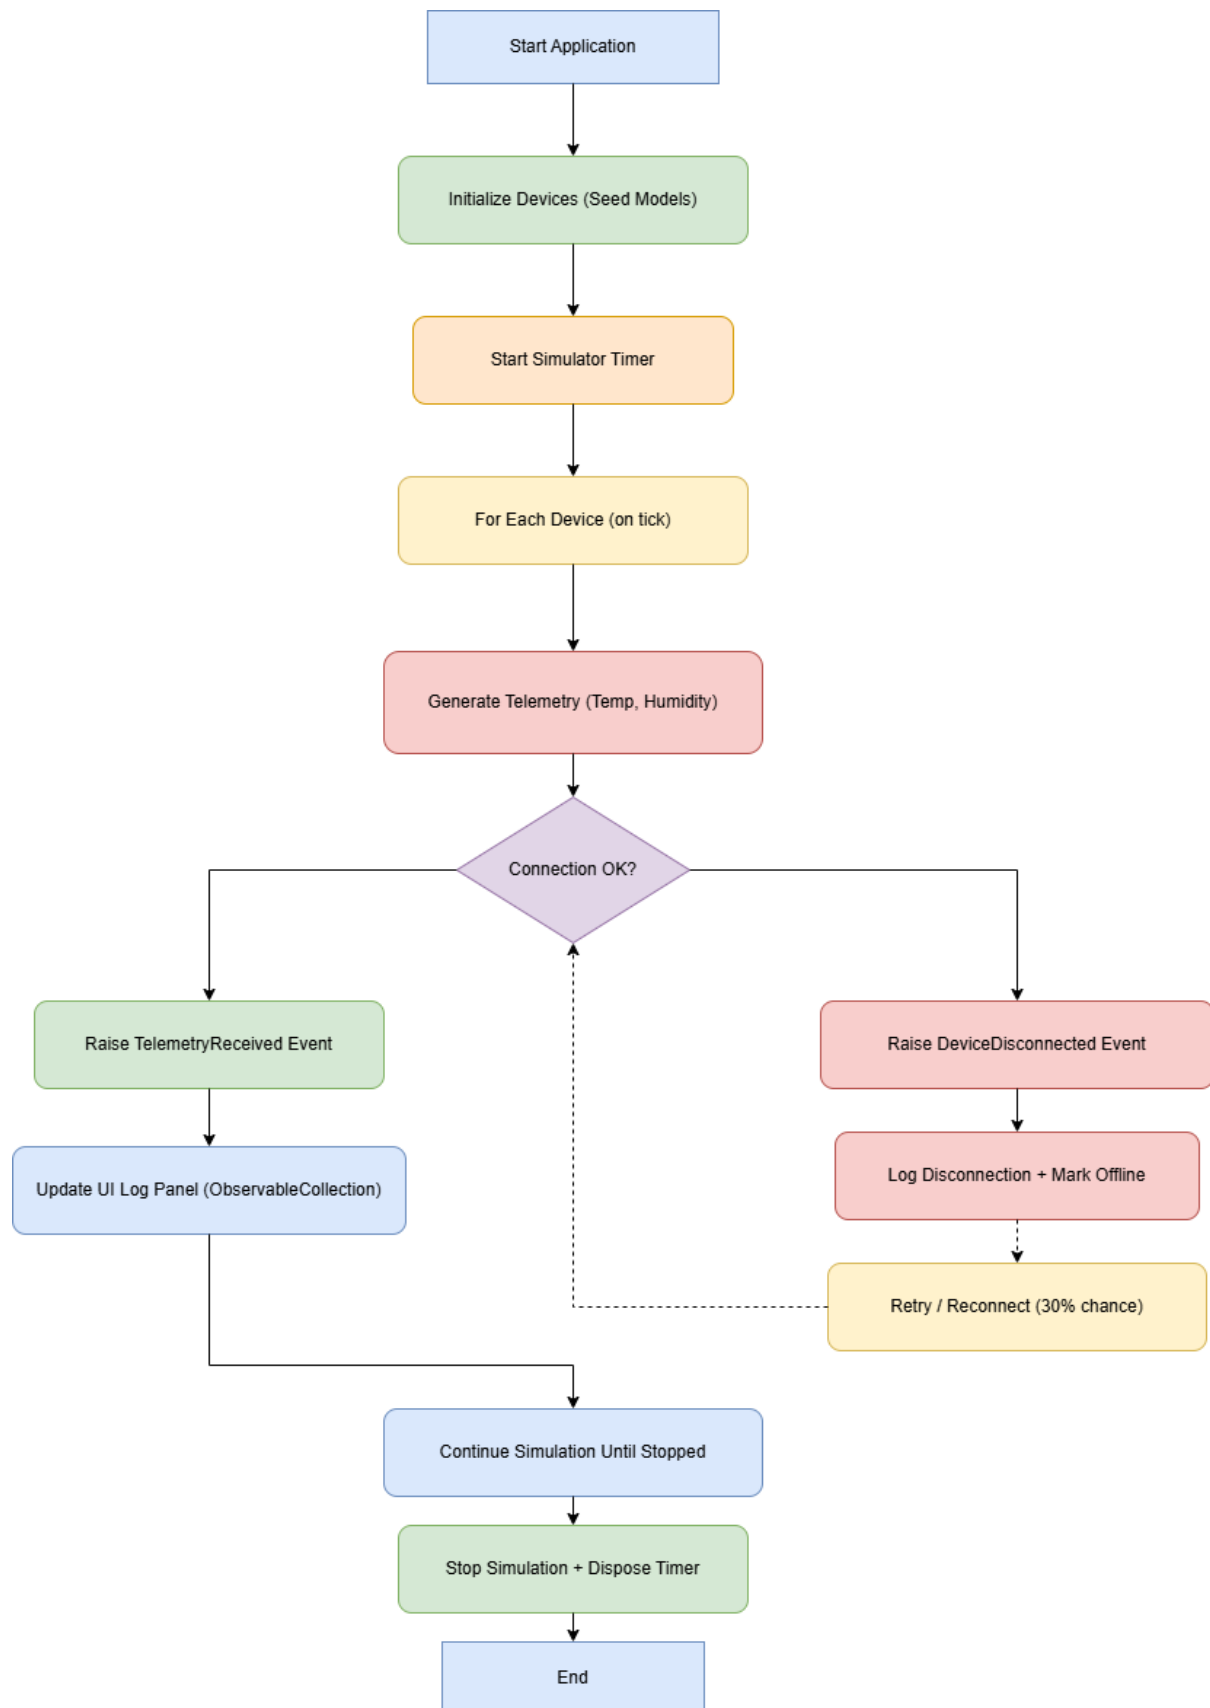 Start Application
Initialize Devices (Seed Models)
Start Simulator Timer
For Each Device (on tick)
Generate Telemetry (Temp, Humidity)
Connection OK?
Raise TelemetryReceived Event
Raise DeviceDisconnected Event
Update UI Log Panel (ObservableCollection)
Log Disconnection + Mark Offline
Retry / Reconnect (30% chance)
Continue Simulation Until Stopped
Stop Simulation + Dispose Timer
End